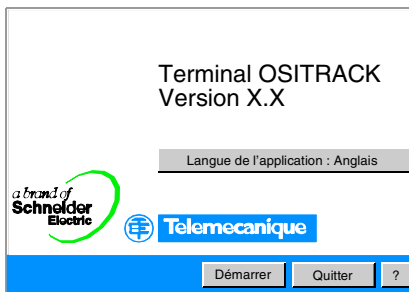 Terminal OSITRACK
Version X.X
Langue de l'application : Anglais
a brand of
Schneider
Electric
Telemecanique
Démarrer
Quitter
?